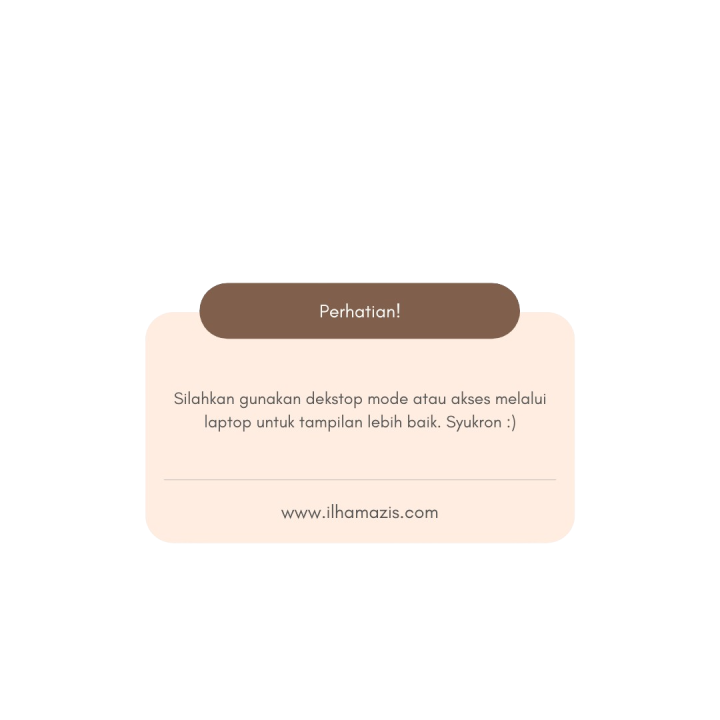 Perhatian!
Silahkan gunakan dekstop mode atau akses melalui
laptop untuk tampilan lebih baik. Syukron :)
www.ilhamazis.com